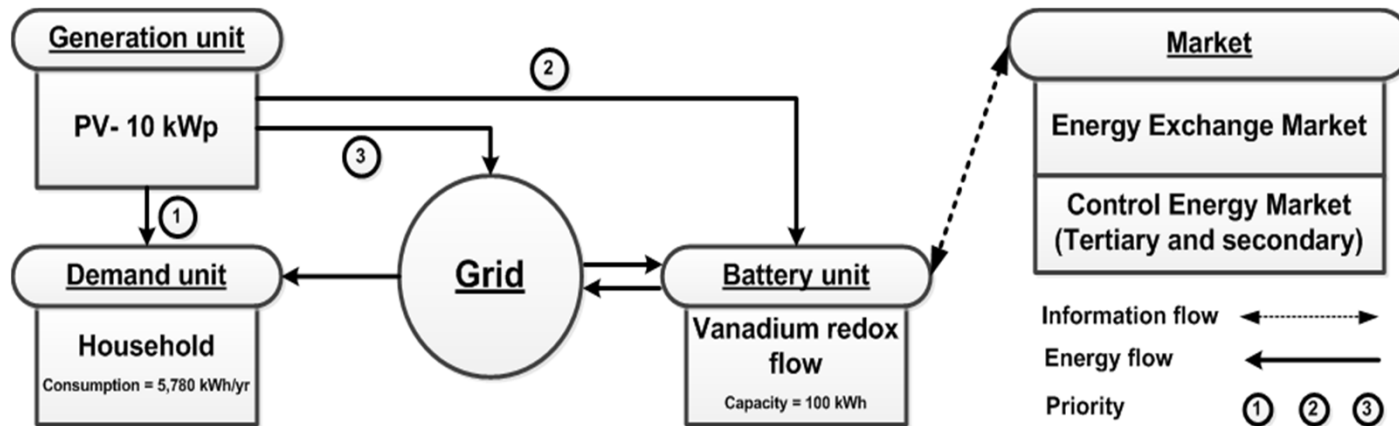 Generation unit
PV- 10 kWp
2
3
1
Demand unit
Household
Consumption = 5,780 kWh/yr
Grid
Battery unit
Vanadium redox
flow
Capacity = 100 kWh
Market
Energy Exchange Market
Control Energy Market
(Tertiary and secondary)
Information flow
Energy flow
Priority 1 2 3